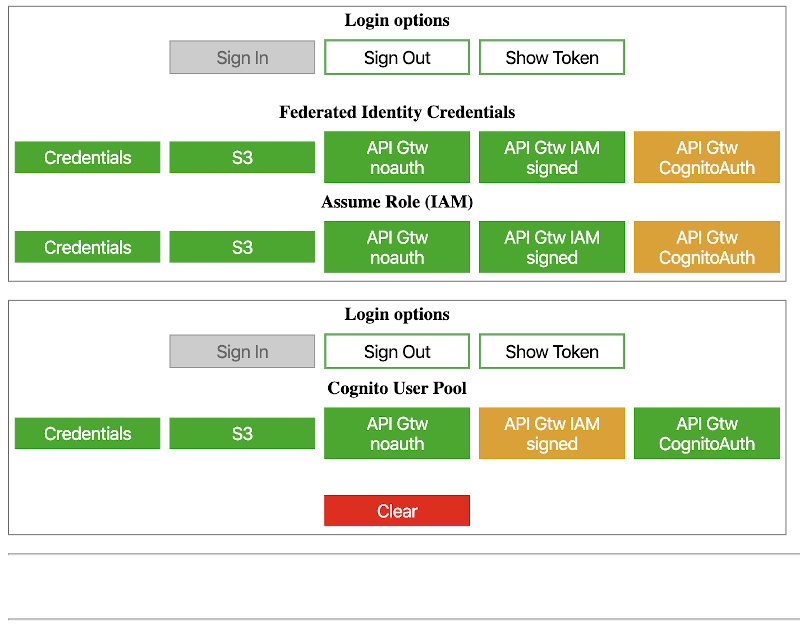 Login options
Sign In Sign Out Show Token
Federated Identity Credentials
Credentials S3 API Gtw noauth API Gtw IAM signed API Gtw CognitoAuth
Assume Role (IAM)
Credentials S3 API Gtw noauth API Gtw IAM signed API Gtw CognitoAuth
Login options
Sign In Sign Out Show Token
Cognito User Pool
Credentials S3 API Gtw noauth API Gtw IAM signed API Gtw CognitoAuth
Clear